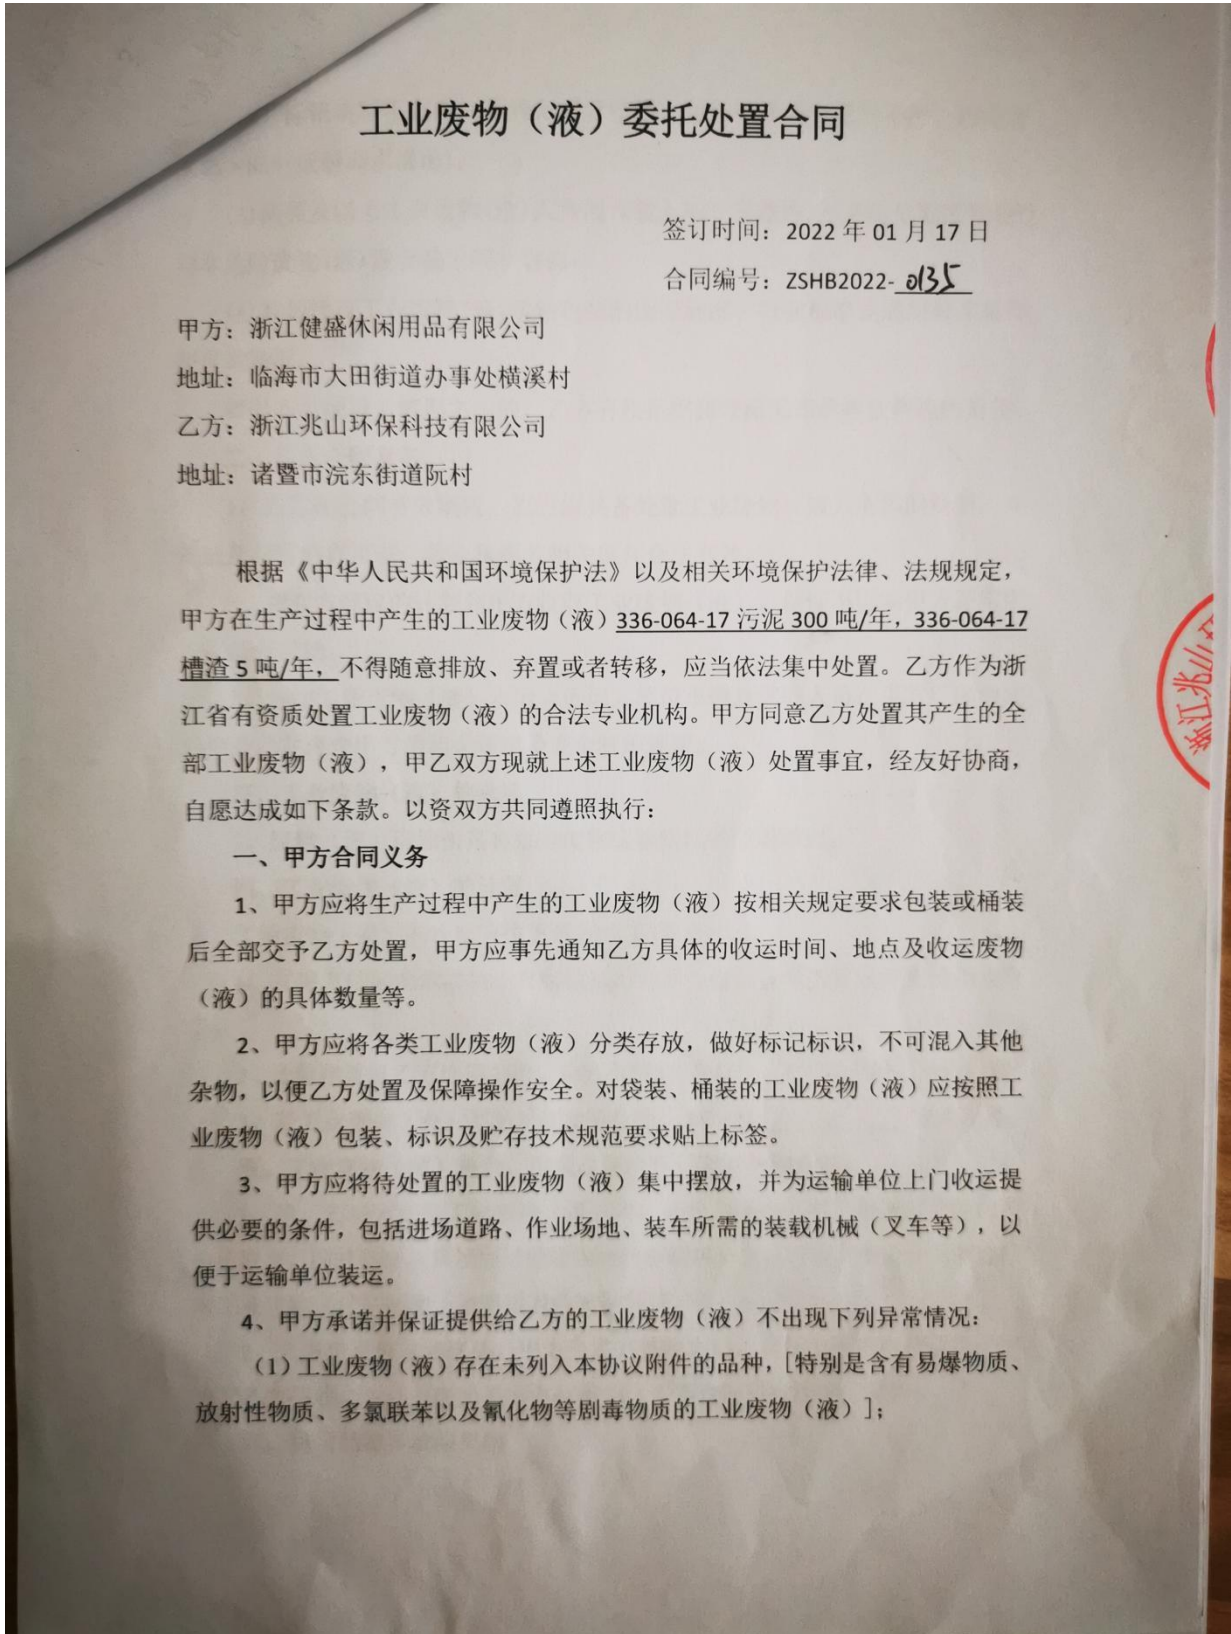 工业废物（液）委托处置合同
签订时间：2022 年 01 月 17 日
合同编号：ZSHB2022-0135
甲方：浙江健盛休闲用品有限公司
地址：临海市大田街道办事处横溪村
乙方：浙江兆山环保科技有限公司
地址：诸暨市浣东街道阮村
根据《中华人民共和国环境保护法》以及相关环境保护法律、法规规定，
甲方在生产过程中产生的工业废物（液）336-064-17 污泥 300 吨/年，336-064-17
槽渣 5 吨/年，不得随意排放、弃置或者转移，应当依法集中处置。乙方作为浙
江省有资质处置工业废物（液）的合法专业机构。甲方同意乙方处置其产生的全
部工业废物（液），甲乙双方现就上述工业废物（液）处置事宜，经友好协商，
自愿达成如下条款。以资双方共同遵照执行：
一、甲方合同义务
1、甲方应将生产过程中产生的工业废物（液）按相关规定要求包装或桶装
后全部交予乙方处置，甲方应事先通知乙方具体的收运时间、地点及收运废物
（液）的具体数量等。
2、甲方应将各类工业废物（液）分类存放，做好标记标识，不可混入其他
杂物，以便乙方处置及保障操作安全。对袋装、桶装的工业废物（液）应按照工
业废物（液）包装、标识及贮存技术规范要求贴上标签。
3、甲方应将待处置的工业废物（液）集中摆放，并为运输单位上门收运提
供必要的条件，包括进场道路、作业场地、装车所需的装载机械（叉车等），以
便于运输单位装运。
4、甲方承诺并保证提供给乙方的工业废物（液）不出现下列异常情况：
（1）工业废物（液）存在未列入本协议附件的品种，[特别是含有易爆物质、
放射性物质、多氯联苯以及氰化物等剧毒物质的工业废物（液）]；
浙江兆山